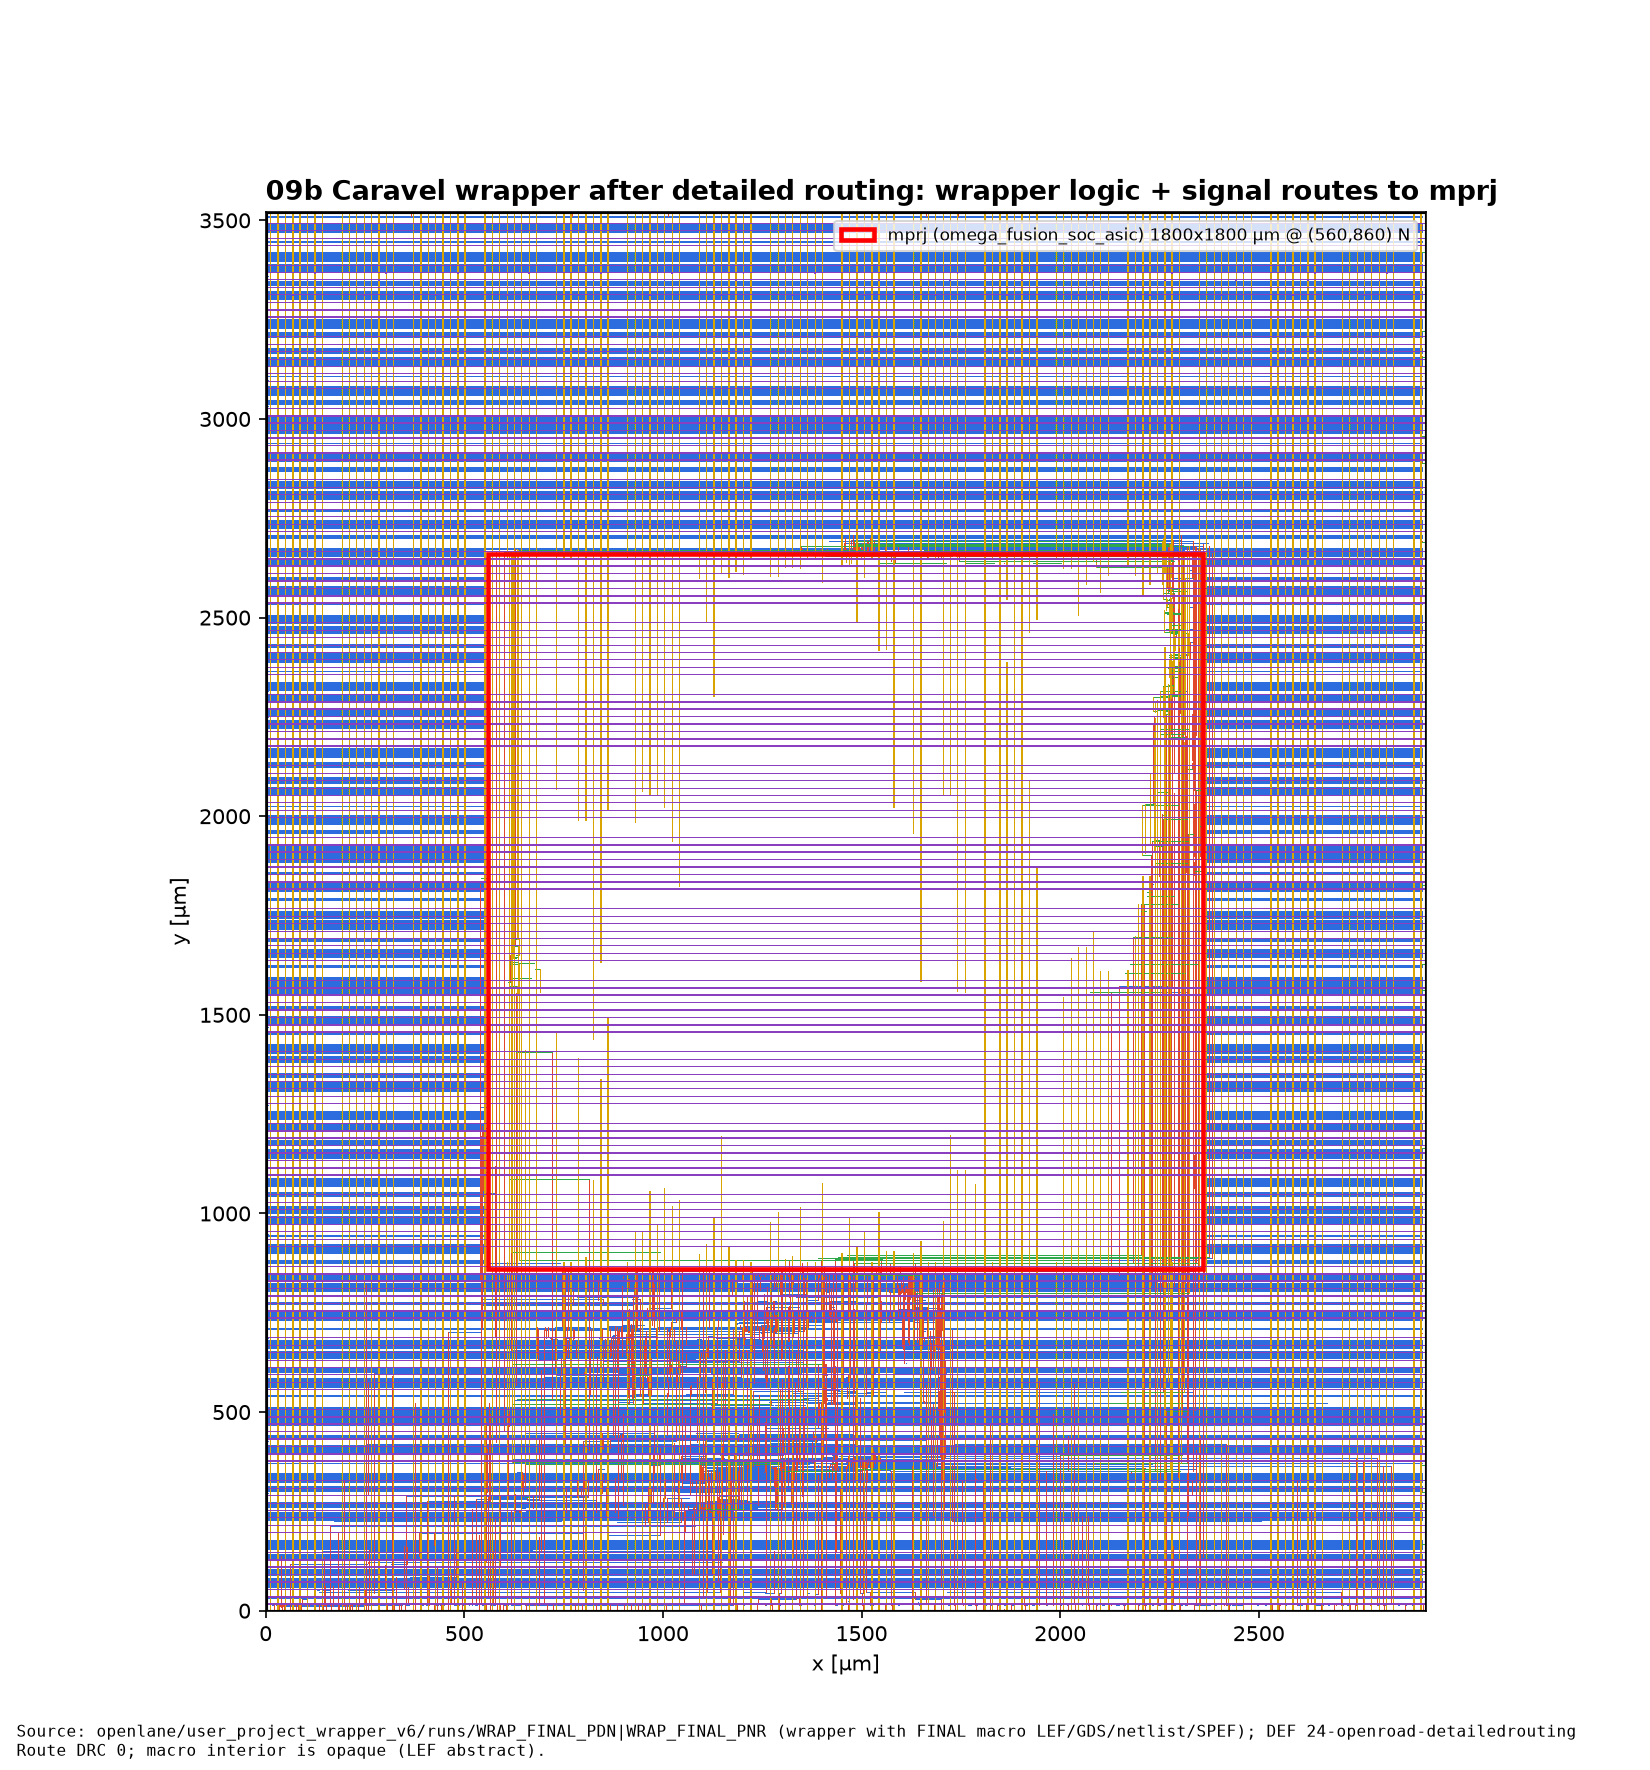 09b Caravel wrapper after detailed routing: wrapper logic + signal routes to mprj
mprj (omega_fusion_soc_asic) 1800x1800 µm @ (560,860) N
3500
3000
2500
2000
1500
1000
500
0
y [µm]
0 500 1000 1500 2000 2500
x [µm]
Source: openlane/user_project_wrapper_v6/runs/WRAP_FINAL_PDN|WRAP_FINAL_PNR (wrapper with FINAL macro LEF/GDS/netlist/SPEF); DEF 24-openroad-detailedrouting
Route DRC 0; macro interior is opaque (LEF abstract).